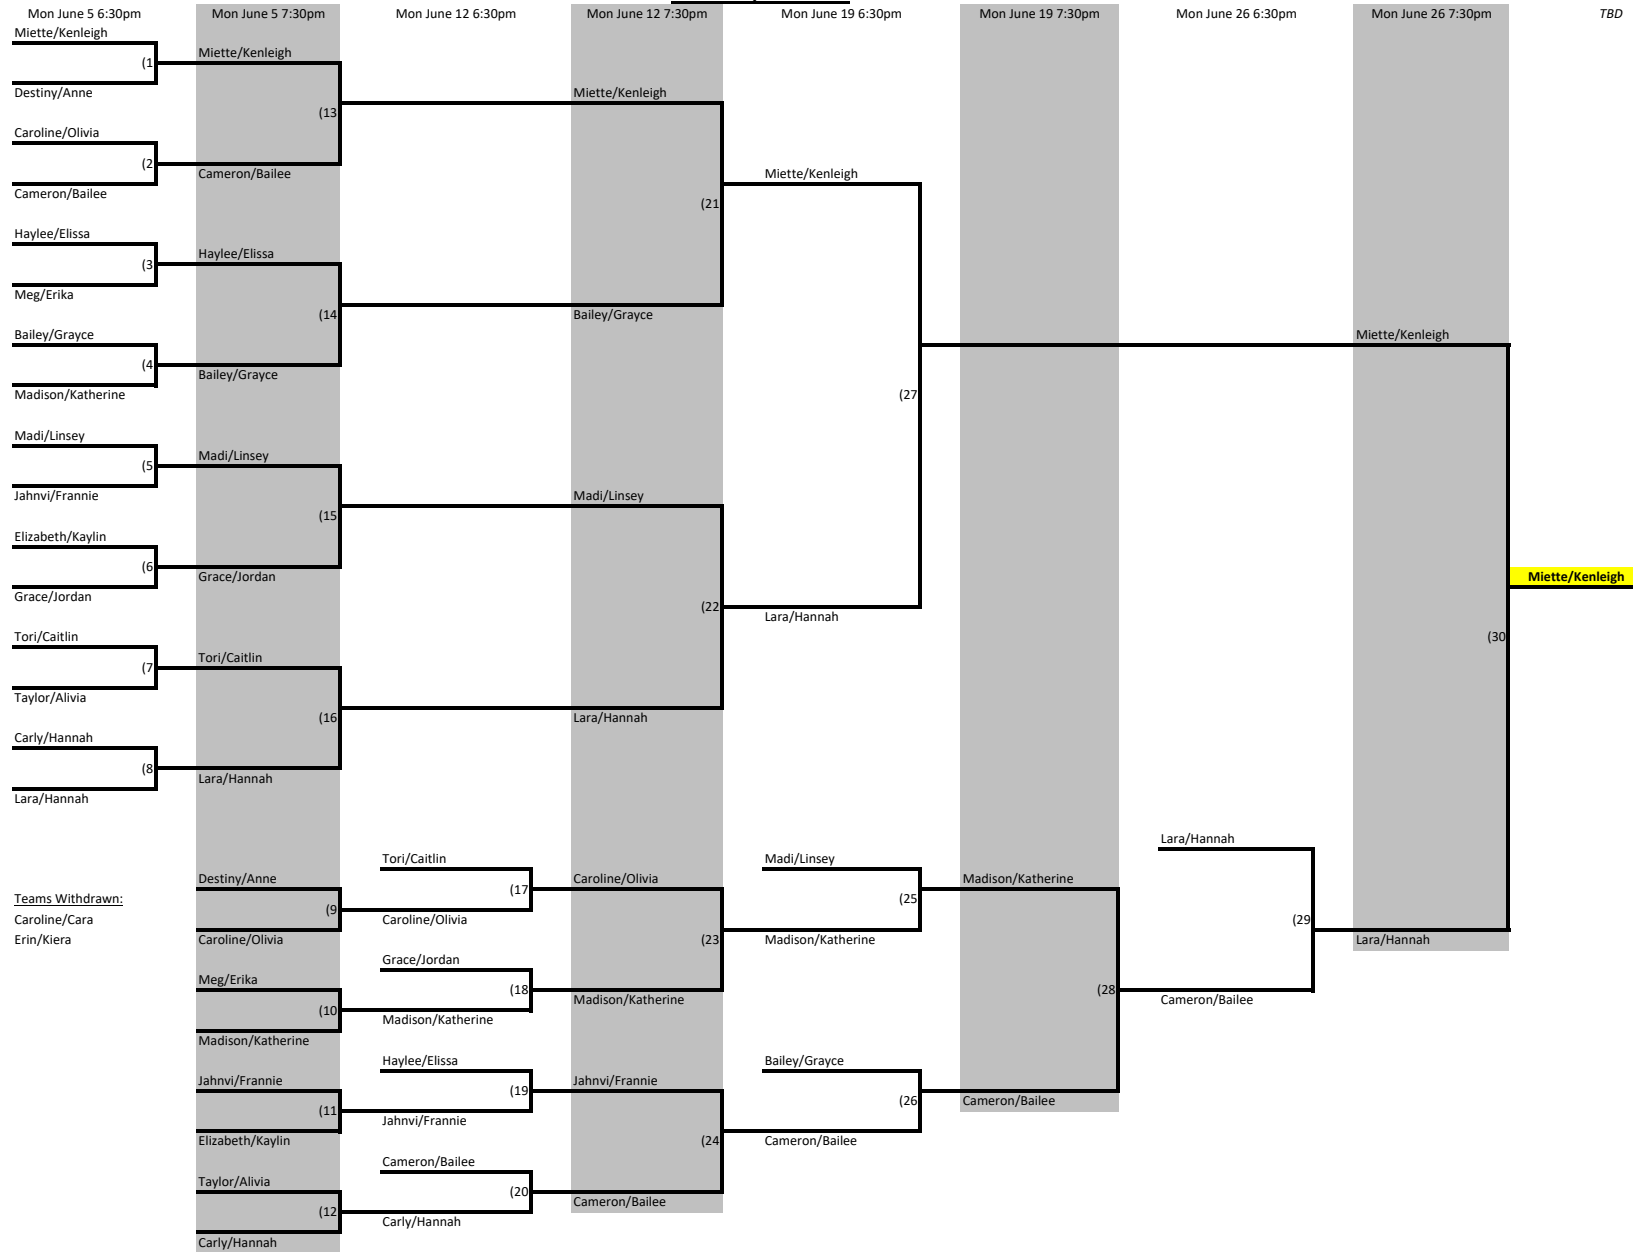 Mon June 5 6:30pm
Mon June 5 7:30pm
Mon June 12 6:30pm
Mon June 12 7:30pm
Mon June 19 6:30pm
Mon June 19 7:30pm
Mon June 26 6:30pm
Mon June 26 7:30pm
TBD
Miette/Kenleigh
(1
Destiny/Anne
Caroline/Olivia
(2
Cameron/Bailee
Haylee/Elissa
(3
Meg/Erika
Bailey/Grayce
(4
Madison/Katherine
Madi/Linsey
(5
Jahnvi/Frannie
Elizabeth/Kaylin
(6
Grace/Jordan
Tori/Caitlin
(7
Taylor/Alivia
Carly/Hannah
(8
Lara/Hannah
Teams Withdrawn:
Caroline/Cara
Erin/Kiera
Miette/Kenleigh
(13
Cameron/Bailee
Haylee/Elissa
(14
Bailey/Grayce
Madi/Linsey
(15
Grace/Jordan
Tori/Caitlin
(16
Lara/Hannah
Destiny/Anne
(9
Caroline/Olivia
Meg/Erika
(10
Madison/Katherine
Jahnvi/Frannie
(11
Elizabeth/Kaylin
Taylor/Alivia
(12
Carly/Hannah
Tori/Caitlin
(17
Caroline/Olivia
Grace/Jordan
(18
Madison/Katherine
Haylee/Elissa
(19
Jahnvi/Frannie
Cameron/Bailee
(20
Carly/Hannah
Miette/Kenleigh
(21
Bailey/Grayce
Madi/Linsey
(22
Lara/Hannah
Caroline/Olivia
(23
Madison/Katherine
Jahnvi/Frannie
(24
Cameron/Bailee
Miette/Kenleigh
(27
Lara/Hannah
Madi/Linsey
(25
Madison/Katherine
Bailey/Grayce
(26
Cameron/Bailee
Madison/Katherine
(28
Cameron/Bailee
Lara/Hannah
(29
Cameron/Bailee
Miette/Kenleigh
(30
Lara/Hannah
Miette/Kenleigh